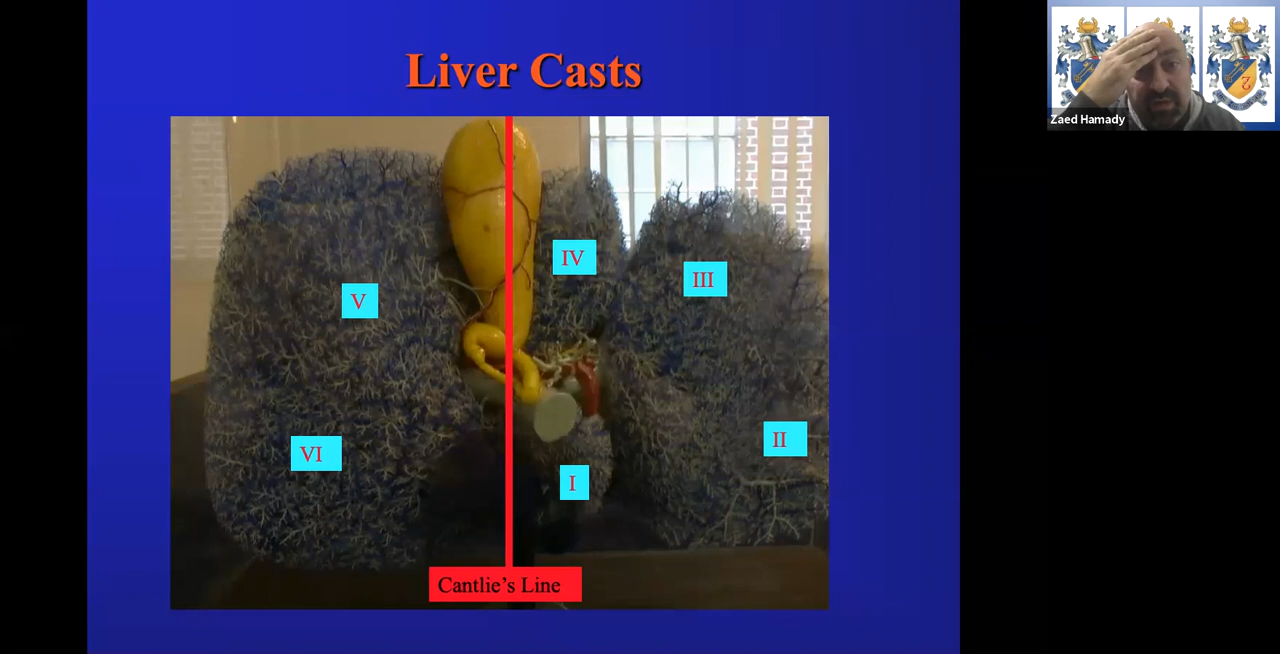 Liver Casts
IV
III
V
II
VI
I
Cantlie's Line
Zaed Hamady